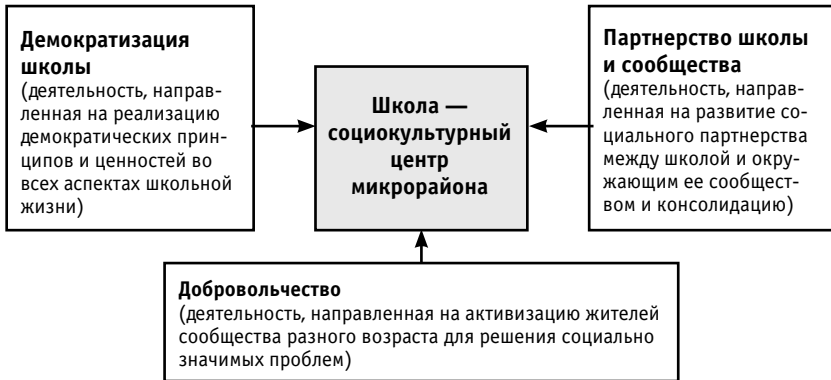 Демократизация
школы
(деятельность, направ-
ленная на реализацию
демократических прин-
ципов и ценностей во
всех аспектах школьной
жизни)
Школа —
социокультурный
центр
микрорайона
Партнерство школы
и сообщества
(деятельность, направ-
ленная на развитие со-
циального партнерства
между школой и окру-
жающим ее сообщест-
вом и консолидацию)
Добровольчество
(деятельность, направленная на активизацию жителей
сообщества разного возраста для решения социально
значимых проблем)